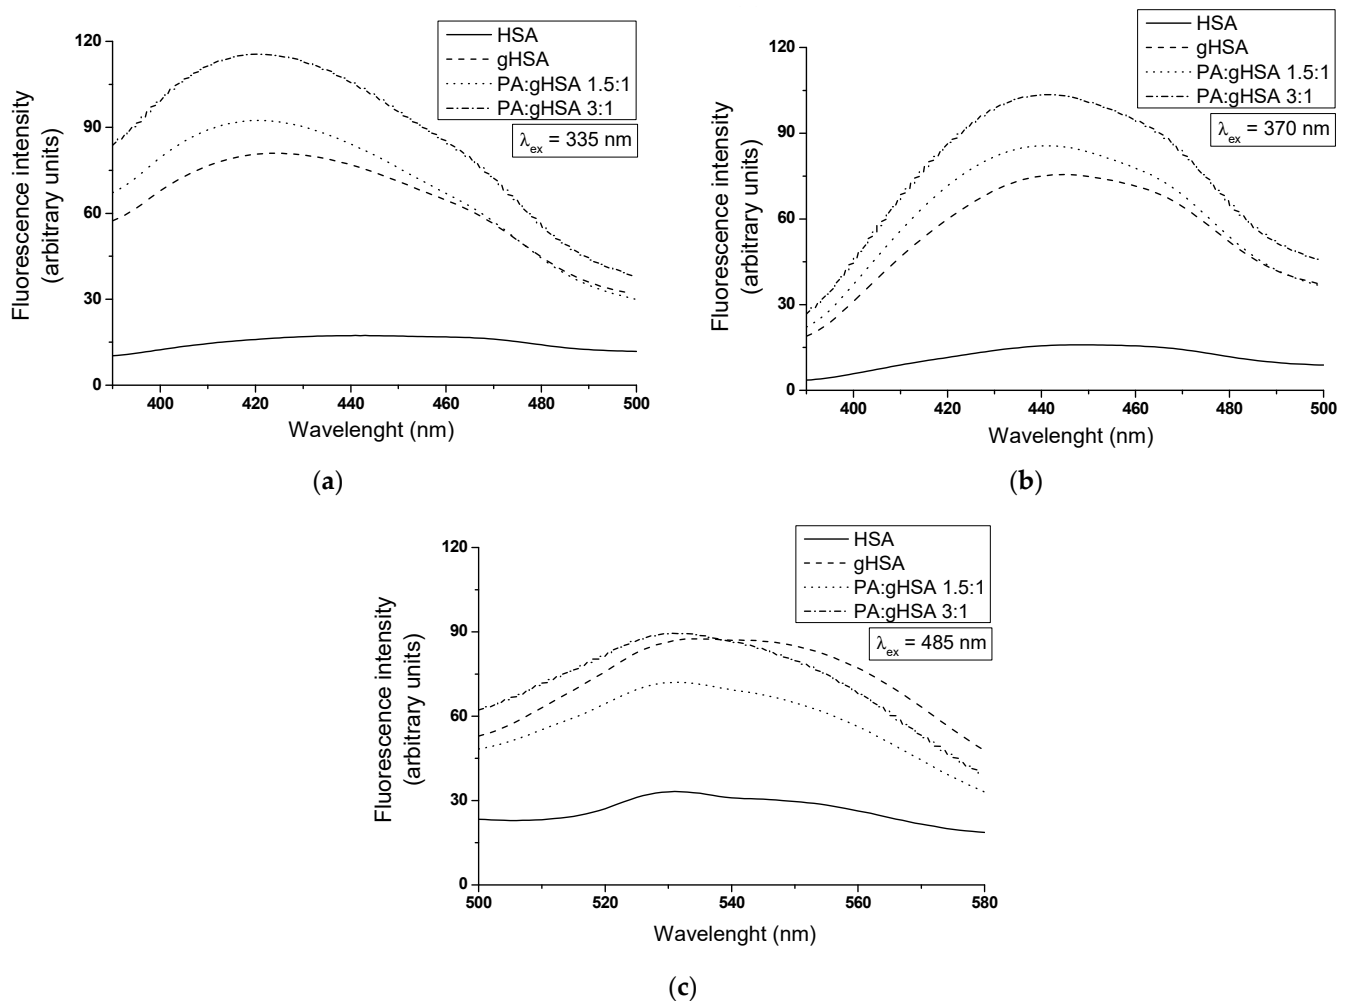 HSA
gHSA
PA:gHSA 1.5:1
PA:gHSA 3:1
λex = 335 nm
Fluorescence intensity
(arbitrary units)
120
90
60
30
0
400 420 440 460 480 500
Wavelenght (nm)
(a)
HSA
gHSA
PA:gHSA 1.5:1
PA:gHSA 3:1
λex = 370 nm
Fluorescence intensity
(arbitrary units)
120
90
60
30
0
400 420 440 460 480 500
Wavelenght (nm)
(b)
HSA
gHSA
PA:gHSA 1.5:1
PA:gHSA 3:1
λex = 485 nm
Fluorescence intensity
(arbitrary units)
120
90
60
30
0
500 520 540 560 580
Wavelenght (nm)
(c)